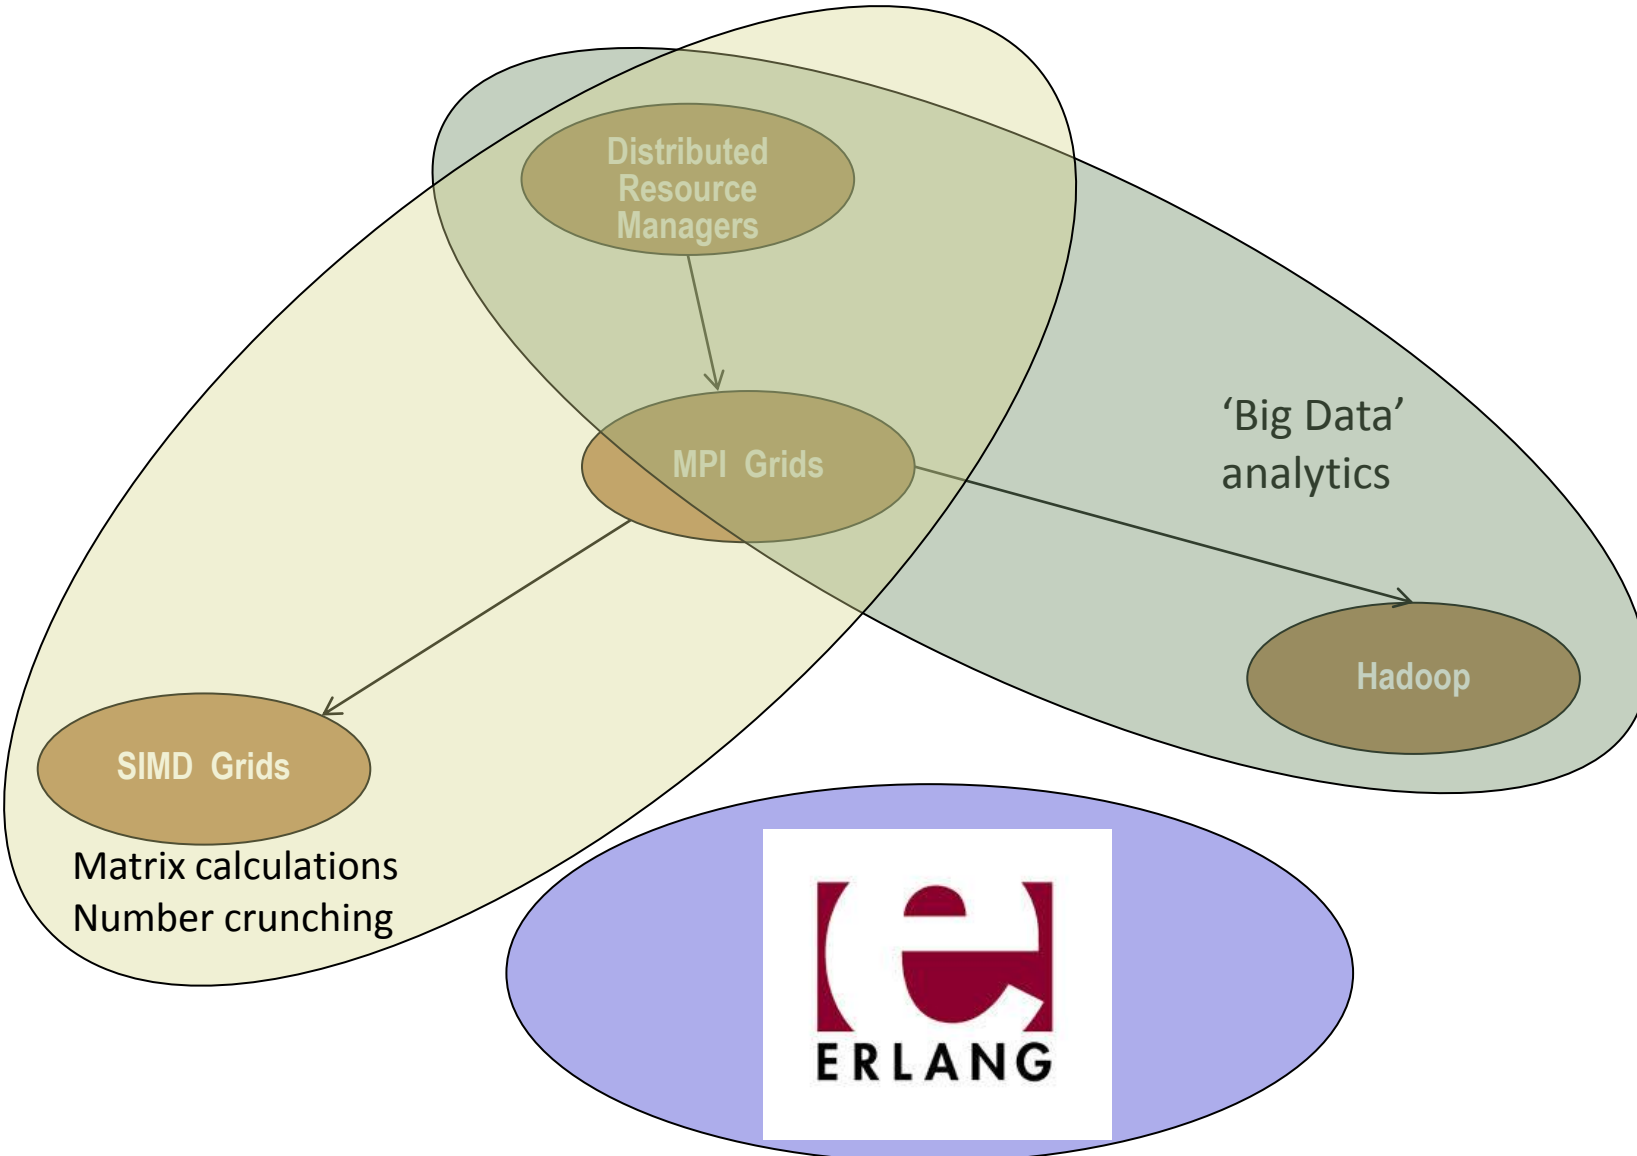 Distributed
Resource
Managers
MPI Grids
‘Big Data’
analytics
Hadoop
SIMD Grids
Matrix calculations
Number crunching
e
ERLANG